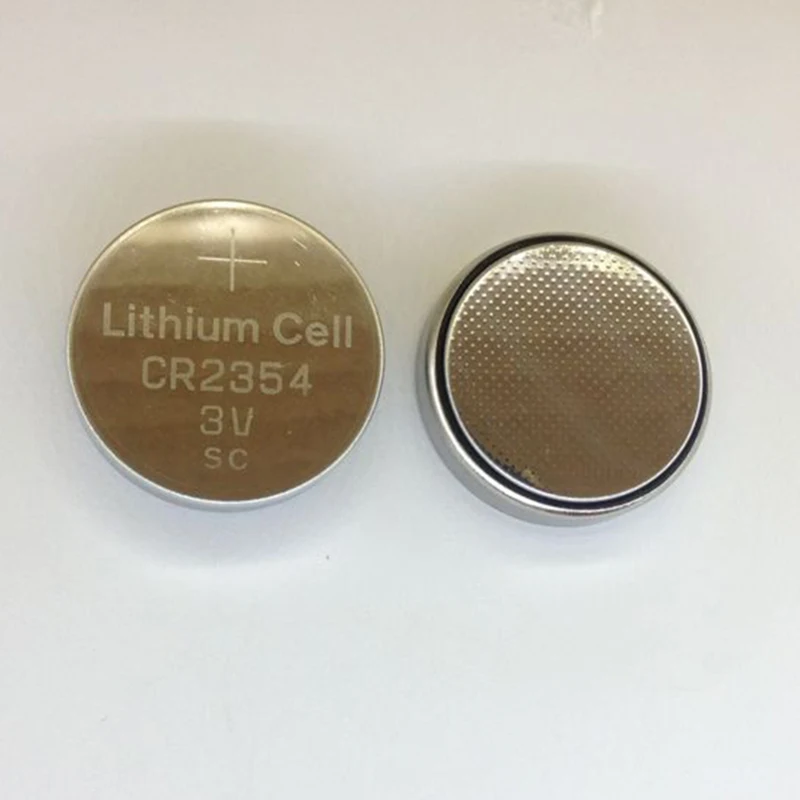 +
Lithium Cell
CR2354
3V
SC